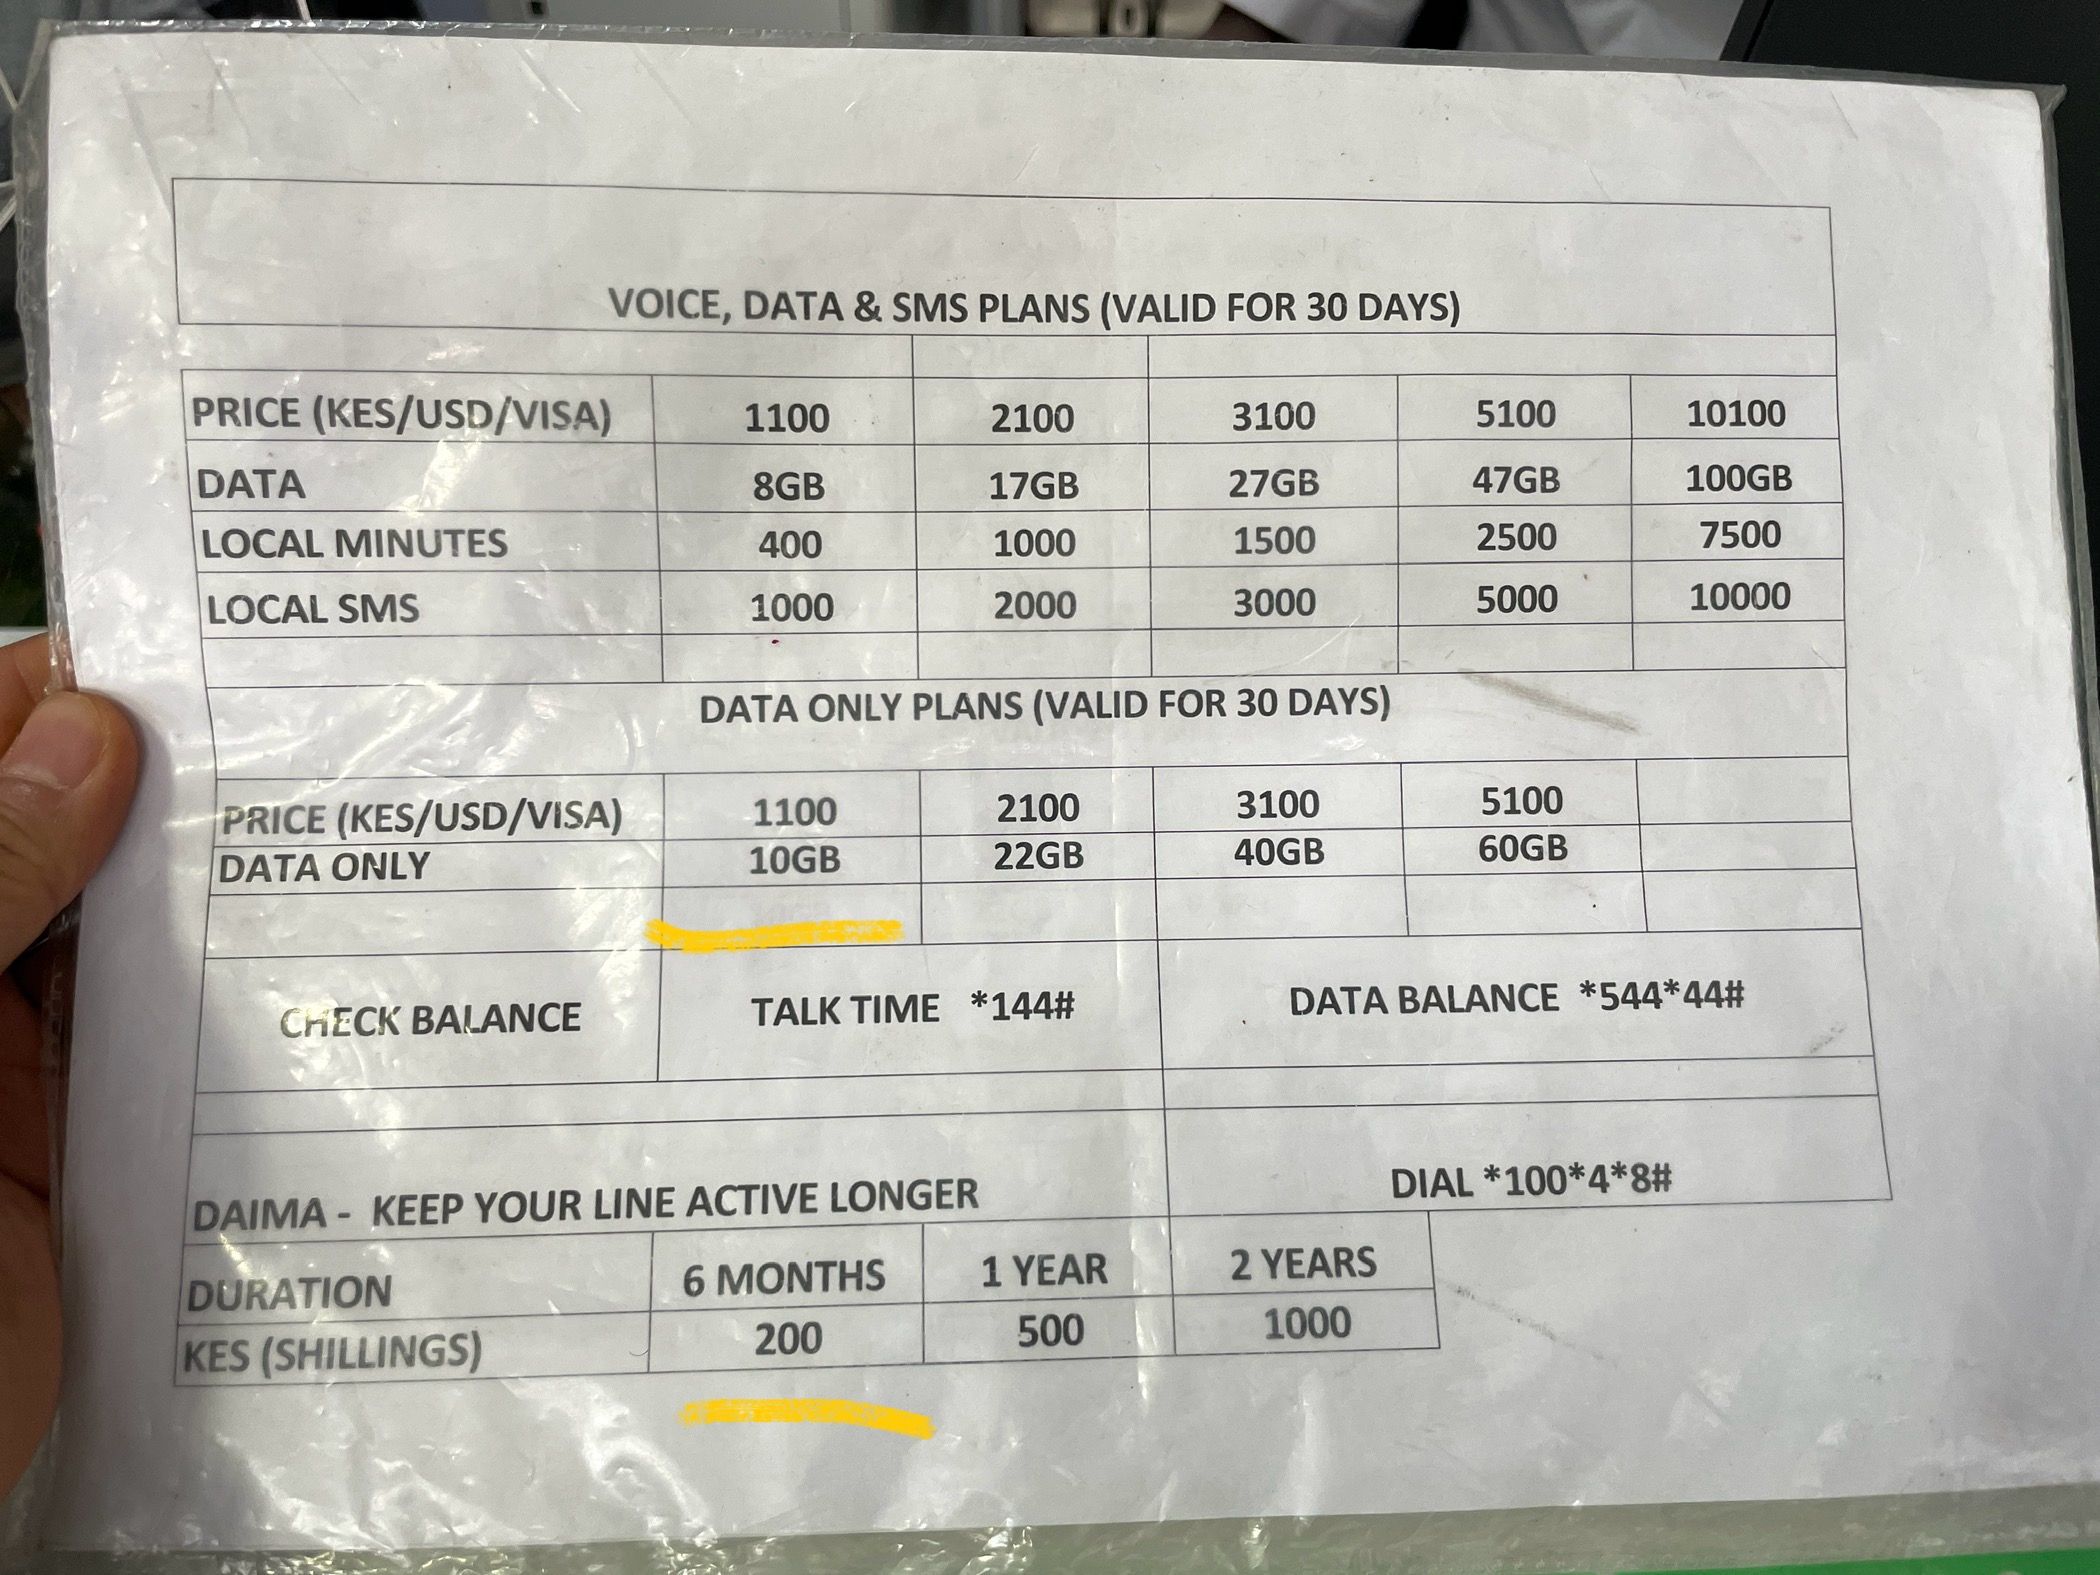 VOICE, DATA & SMS PLANS (VALID FOR 30 DAYS)
PRICE (KES/USD/VISA) 1100 2100 3100 5100 10100
DATA 8GB 17GB 27GB 47GB 100GB
LOCAL MINUTES 400 1000 1500 2500 7500
LOCAL SMS 1000 2000 3000 5000 10000
DATA ONLY PLANS (VALID FOR 30 DAYS)
PRICE (KES/USD/VISA) 1100 2100 3100 5100
DATA ONLY 10GB 22GB 40GB 60GB
CHECK BALANCE TALK TIME *144# DATA BALANCE *544*44#
DAIMA - KEEP YOUR LINE ACTIVE LONGER DIAL *100*4*8#
DURATION 6 MONTHS 1 YEAR 2 YEARS
KES (SHILLINGS) 200 500 1000